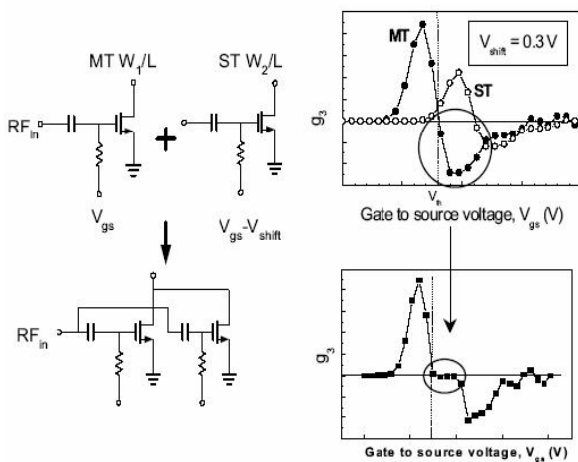 MT W1/L
ST W2/L
RFin
Vgs
Vgs-Vshift
RFin
g3
MT
ST
Vshift = 0.3 V
Vth
Gate to source voltage, Vgs (V)
g3
Gate to source voltage, Vgs (V)